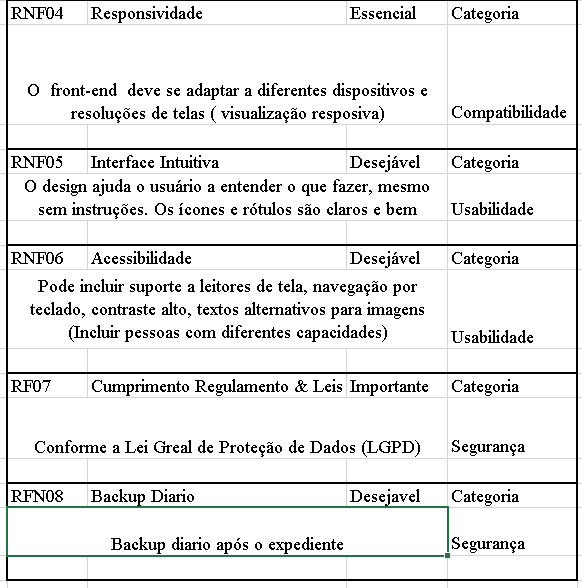 RNF04 Responsividade Essencial Categoria
O front-end deve se adaptar a diferentes dispositivos e
resoluções de telas ( visualização resposiva)
Compatibilidade
RNF05 Interface Intuitiva Desejável Categoria
O design ajuda o usuário a entender o que fazer, mesmo
sem instruções. Os ícones e rótulos são claros e bem
Usabilidade
RNF06 Acessibilidade Desejável Categoria
Pode incluir suporte a leitores de tela, navegação por
teclado, contraste alto, textos alternativos para imagens
(Incluir pessoas com diferentes capacidades)
Usabilidade
RF07 Cumprimento Regulamento & Leis Importante Categoria
Conforme a Lei Greal de Proteção de Dados (LGPD) Segurança
RFN08 Backup Diario Desejavel Categoria
Backup diario após o expediente Segurança